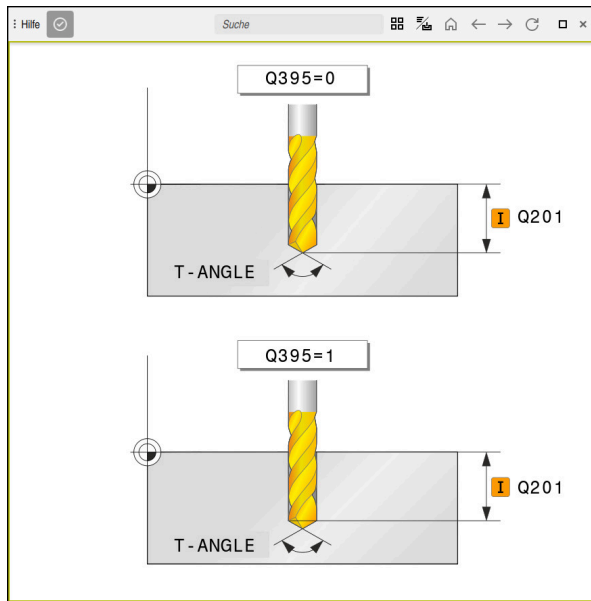 Hilfe
Suche
Q395=0
I Q201
T-ANGLE
Q395=1
I Q201
T-ANGLE